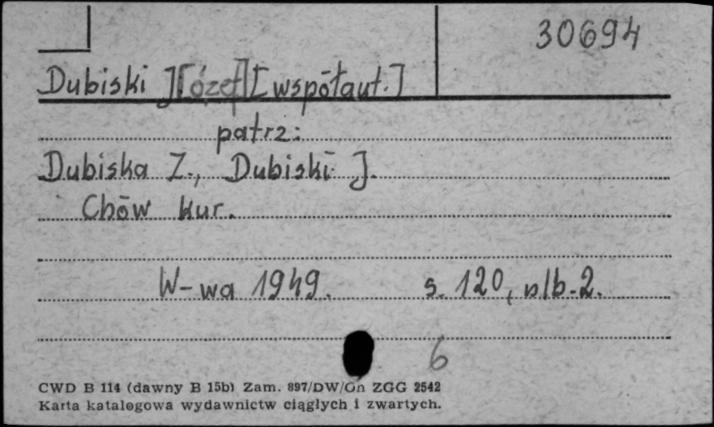 30694
Dubiski J[ózef] [współaut.]
patrz:
Dubiska Z., Dubiski J.
Chów kur.
W-wa 1949. s. 120, nlb. 2.
6
CWD B 114 (dawny B 15b) Zam. 897/DW/Gn ZGG 2542
Karta katalogowa wydawnictw ciągłych i zwartych.